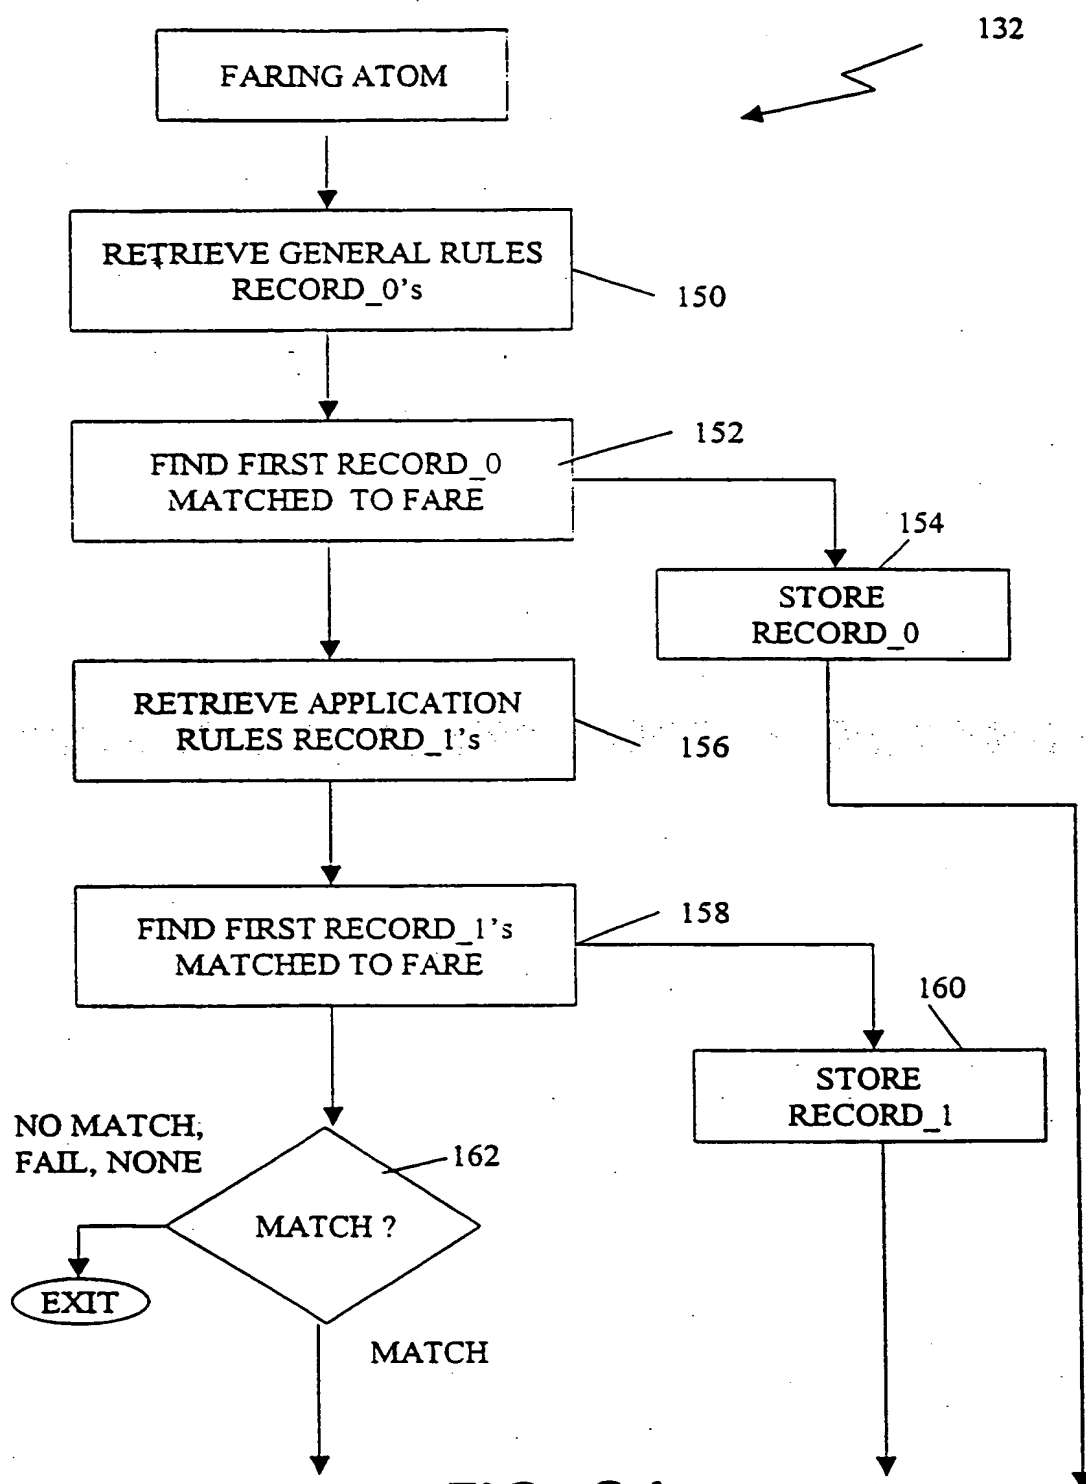 132
FARING ATOM
RETRIEVE GENERAL RULES
RECORD_0's
150
FIND FIRST RECORD_0
MATCHED TO FARE
152
154
STORE
RECORD_0
RETRIEVE APPLICATION
RULES RECORD_1's
156
FIND FIRST RECORD_1's
MATCHED TO FARE
158
160
STORE
RECORD_1
NO MATCH,
FAIL, NONE
162
MATCH ?
EXIT
MATCH